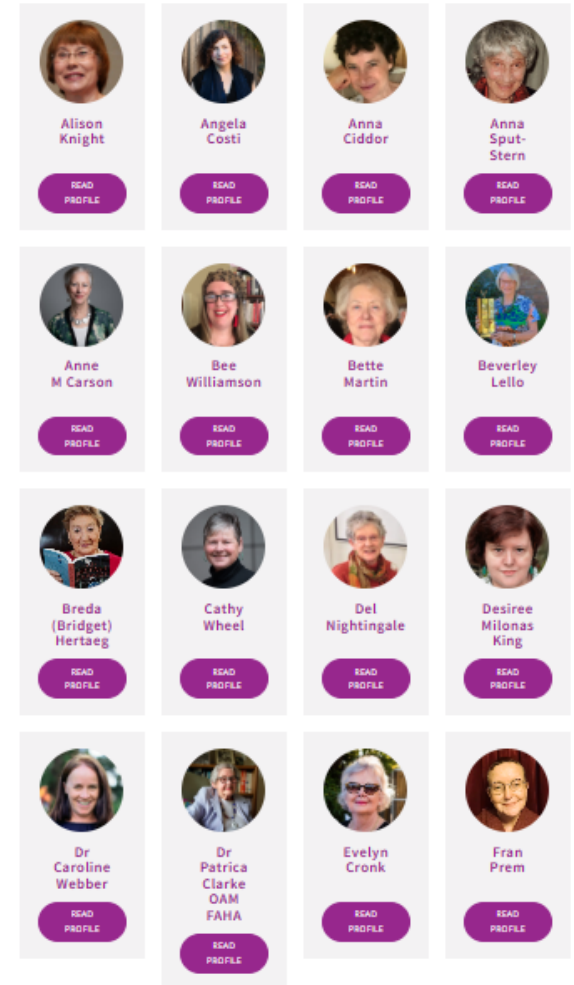 Alison
Knight
READ
PROFILE
Angela
Costi
READ
PROFILE
Anna
Ciddor
READ
PROFILE
Anna
Sput-
Stern
READ
PROFILE
Anne
M Carson
READ
PROFILE
Bee
Williamson
READ
PROFILE
Bette
Martin
READ
PROFILE
Beverley
Lello
READ
PROFILE
Breda
(Bridget)
Hertaeg
READ
PROFILE
Cathy
Wheel
READ
PROFILE
Del
Nightingale
READ
PROFILE
Desiree
Milonas
King
READ
PROFILE
Dr
Caroline
Webber
READ
PROFILE
Dr
Patrica
Clarke
OAM
FAHA
READ
PROFILE
Evelyn
Cronk
READ
PROFILE
Fran
Prem
READ
PROFILE